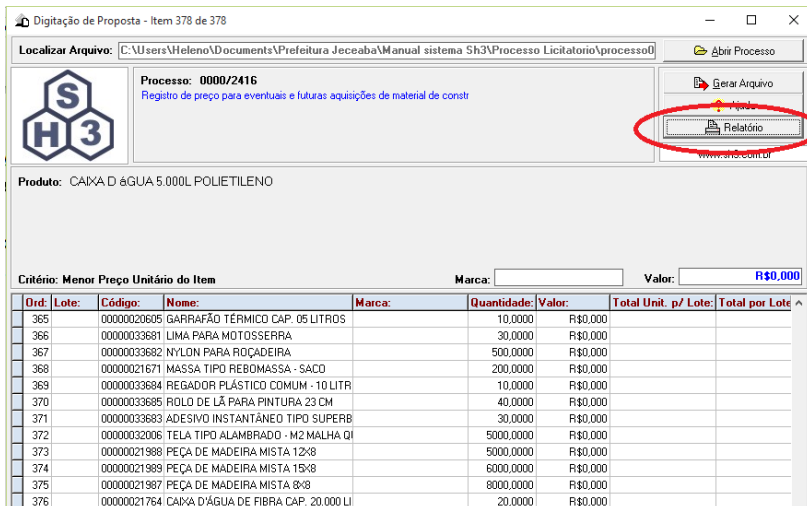 Digitação de Proposta - Item 378 de 378
Localizar Arquivo: C:\Users\Heleno\Documents\Prefeitura Jeceaba\Manual sistema Sh3\Processo Licitatorio\processo0 Abrir Processo
SH3
Processo: 0000/2416
Registro de preço para eventuais e futuras aquisições de material de constr
Gerar Arquivo
Ajuda
Relatório
www.sh3.com.br
Produto: CAIXA D áGUA 5.000L POLIETILENO
Critério: Menor Preço Unitário do Item Marca: Valor: R$0,000
Ord: Lote: Código: Nome: Marca: Quantidade: Valor: Total Unit. p/ Lote: Total por Lote
365 00000020605 GARRAFÃO TÉRMICO CAP. 05 LITROS 10,0000 R$0,000
366 00000033681 LIMA PARA MOTOSSERRA 30,0000 R$0,000
367 00000033682 NYLON PARA ROÇADEIRA 500,0000 R$0,000
368 00000021671 MASSA TIPO REBOMASSA - SACO 200,0000 R$0,000
369 00000033684 REGADOR PLÁSTICO COMUM - 10 LITR 10,0000 R$0,000
370 00000033685 ROLO DE LÃ PARA PINTURA 23 CM 40,0000 R$0,000
371 00000033683 ADESIVO INSTANTÂNEO TIPO SUPERB 30,0000 R$0,000
372 00000032006 TELA TIPO ALAMBRADO - M2 MALHA QU 5000,0000 R$0,000
373 00000021988 PEÇA DE MADEIRA MISTA 12X8 5000,0000 R$0,000
374 00000021989 PEÇA DE MADEIRA MISTA 15X8 6000,0000 R$0,000
375 00000021987 PEÇA DE MADEIRA MISTA 8X8 8000,0000 R$0,000
376 00000021764 CAIXA D'ÁGUA DE FIBRA CAP. 20.000 LI 20,0000 R$0,000